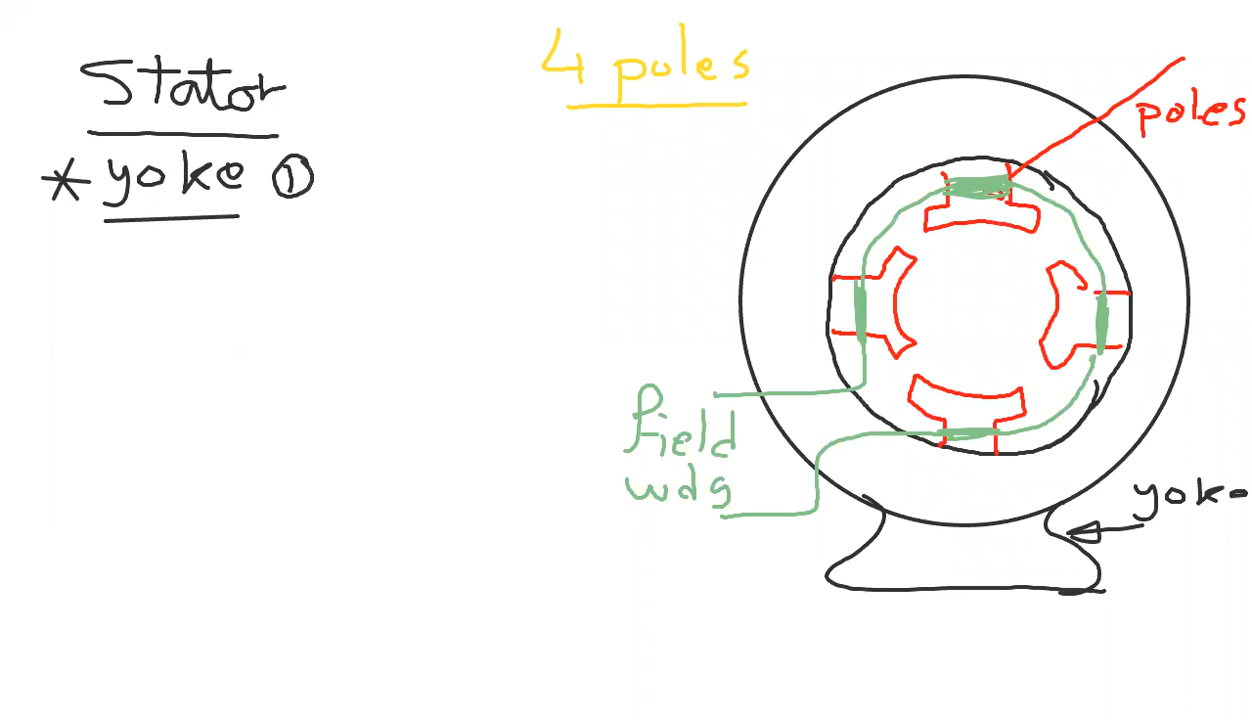 Stator
* yoke ①
4 poles
poles
field
wdg
yoke